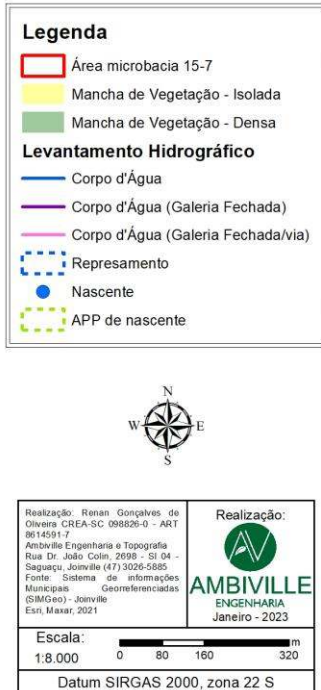 Legenda
Área microbacia 15-7
Mancha de Vegetação - Isolada
Mancha de Vegetação - Densa
Levantamento Hidrográfico
Corpo d'Água
Corpo d'Água (Galeria Fechada)
Corpo d'Água (Galeria Fechada/via)
Represamento
Nascente
APP de nascente
N
W E
S
Realização: Renan Gonçalves de
Oliveira CREA-SC 098826-0 - ART
8614591-7
Ambiville Engenharia e Topografia
Rua Dr. João Colin, 2698 - Sl 04 -
Saguaçu, Joinville (47) 3026-5885
Fonte: Sistema de informações
Municipais Georreferenciadas
(SIMGeo) - Joinville
Esri, Maxar, 2021
Realização:
AMBIVILLE
ENGENHARIA
Janeiro - 2023
Escala:
1:8.000
m
0 80 160 320
Datum SIRGAS 2000, zona 22 S